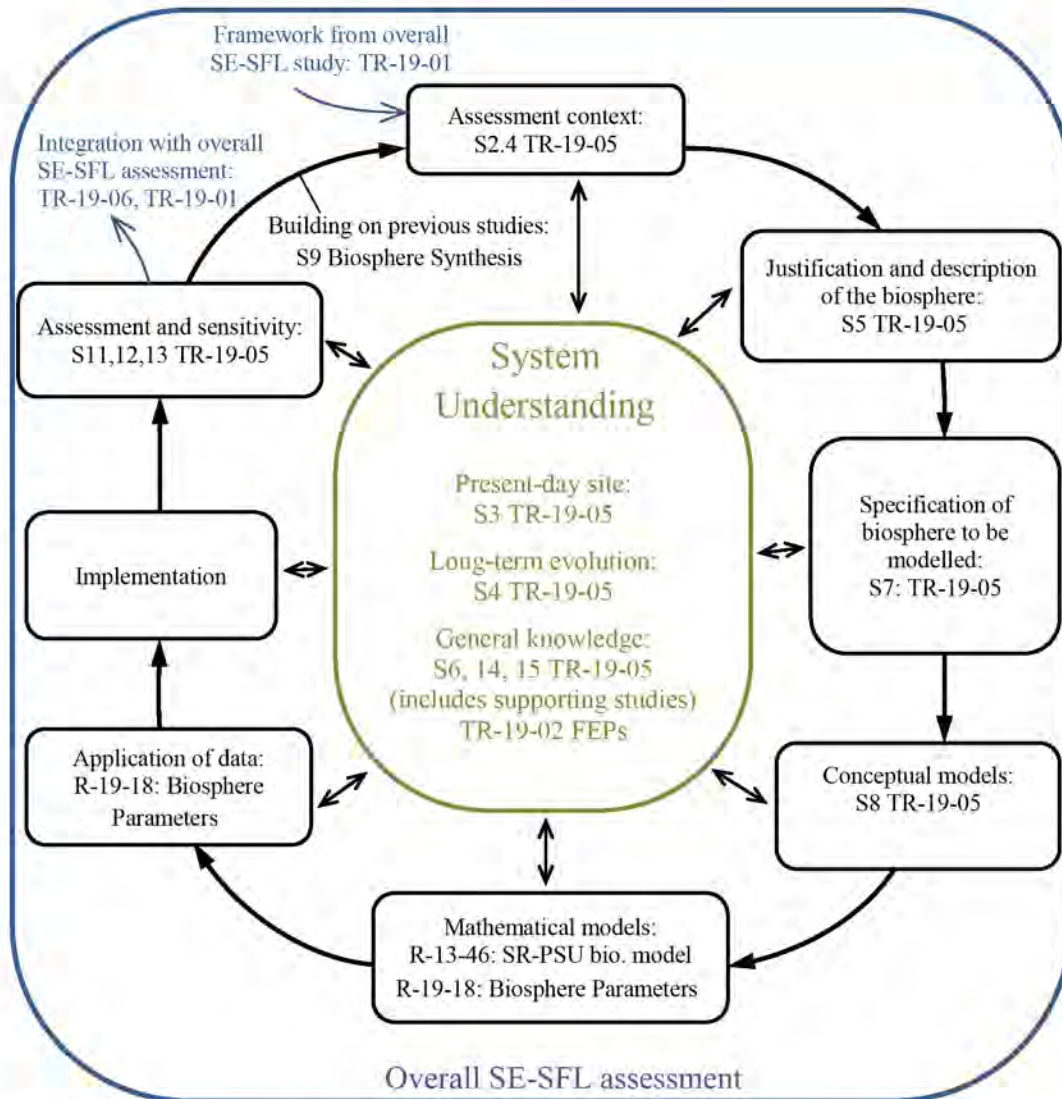 Framework from overall
SE-SFL study: TR-19-01
Assessment context:
S2.4 TR-19-05
Integration with overall
SE-SFL assessment:
TR-19-06, TR-19-01
Building on previous studies:
S9 Biosphere Synthesis
Justification and description
of the biosphere:
S5 TR-19-05
Assessment and sensitivity:
S11,12,13 TR-19-05
System
Understanding
Present-day site:
S3 TR-19-05
Long-term evolution:
S4 TR-19-05
General knowledge:
S6, 14, 15 TR-19-05
(includes supporting studies)
TR-19-02 FEPs
Specification of
biosphere to be
modelled:
S7: TR-19-05
Implementation
Application of data:
R-19-18: Biosphere
Parameters
Conceptual models:
S8 TR-19-05
Mathematical models:
R-13-46: SR-PSU bio. model
R-19-18: Biosphere Parameters
Overall SE-SFL assessment